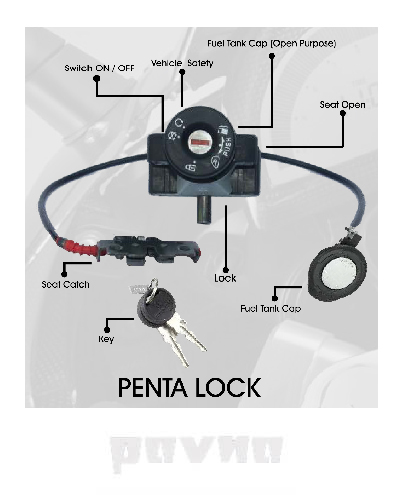 Fuel Tank Cap (Open Purpose)
Vehicle Safety
Switch ON / OFF
Seat Open
PUSH
Seat Catch
Lock
Fuel Tank Cap
Key
PENTA LOCK
pavna